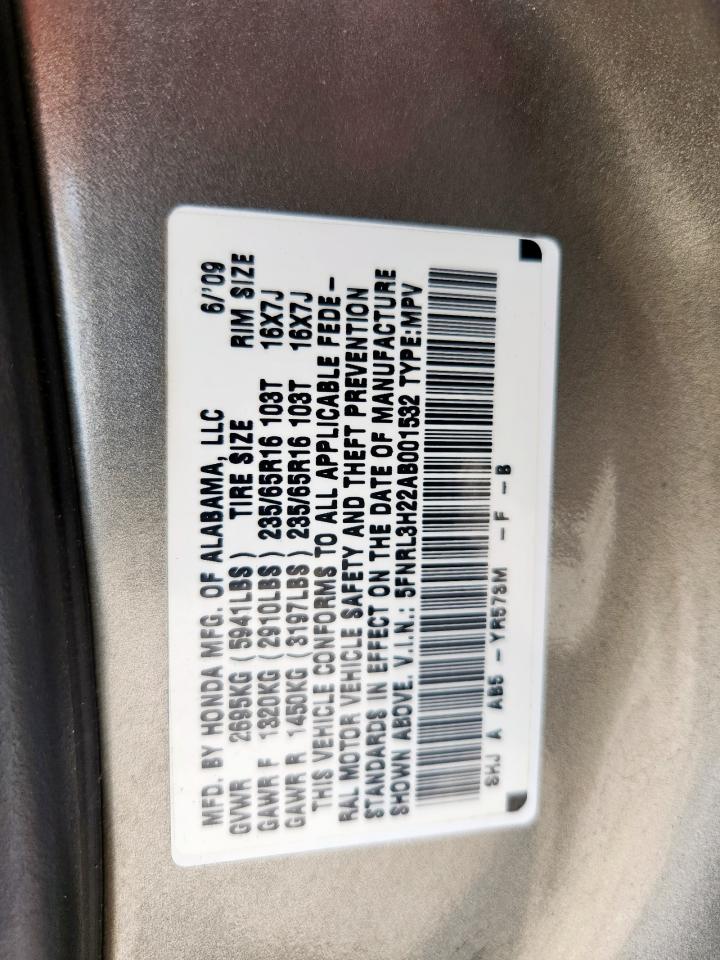 MFD. BY HONDA MFG. OF ALABAMA, LLC 6/'09
GVWR 2695KG (5941LBS) TIRE SIZE RIM SIZE
GAWR F 1320KG (2910LBS) 235/65R16 103T 16X7J
GAWR R 1450KG (3197LBS) 235/65R16 103T 16X7J
THIS VEHICLE CONFORMS TO ALL APPLICABLE FEDE-
RAL MOTOR VEHICLE SAFETY AND THEFT PREVENTION
STANDARDS IN EFFECT ON THE DATE OF MANUFACTURE
SHOWN ABOVE. V.I.N.: 5FNRL3H22AB001532 TYPE:MPV
SHJ A AB5 - YR573M - F - B